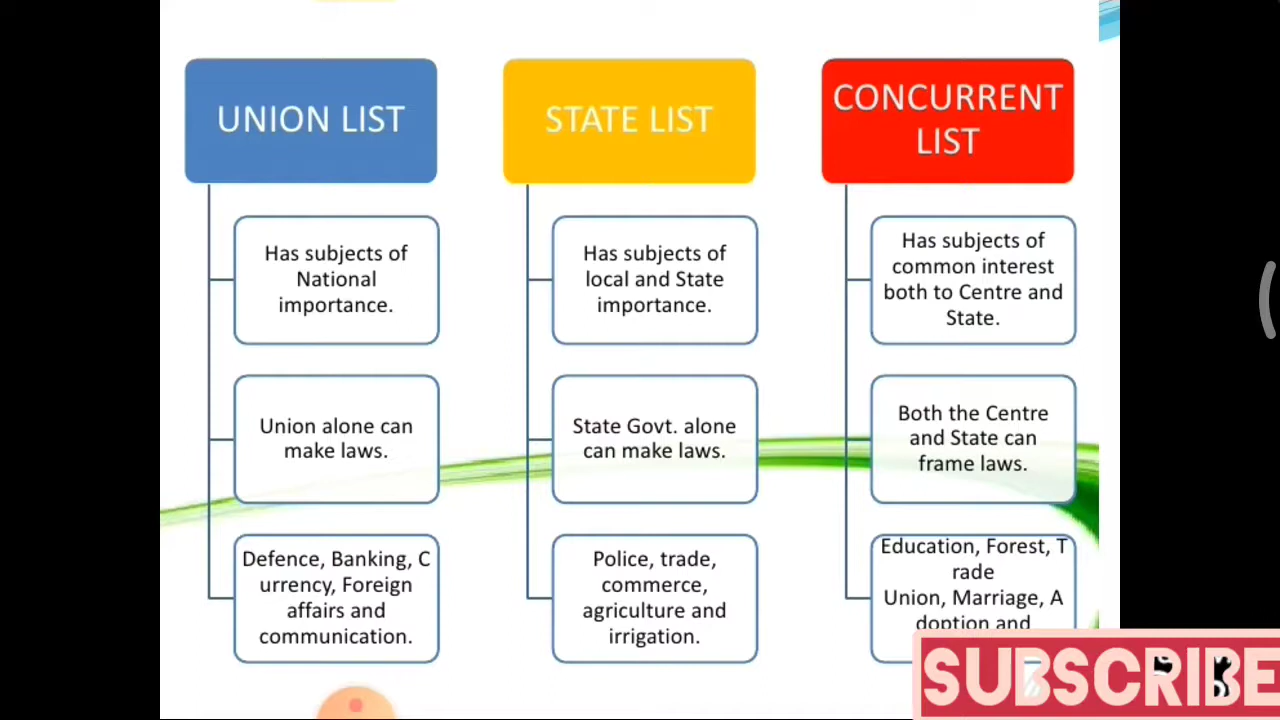 UNION LIST
Has subjects of
National
importance.
Union alone can
make laws.
Defence, Banking, C
urrency, Foreign
affairs and
communication.
STATE LIST
Has subjects of
local and State
importance.
State Govt. alone
can make laws.
Police, trade,
commerce,
agriculture and
irrigation.
CONCURRENT
LIST
Has subjects of
common interest
both to Centre and
State.
Both the Centre
and State can
frame laws.
Education, Forest, T
rade
Union, Marriage, A
doption and
SUBSCRIBE